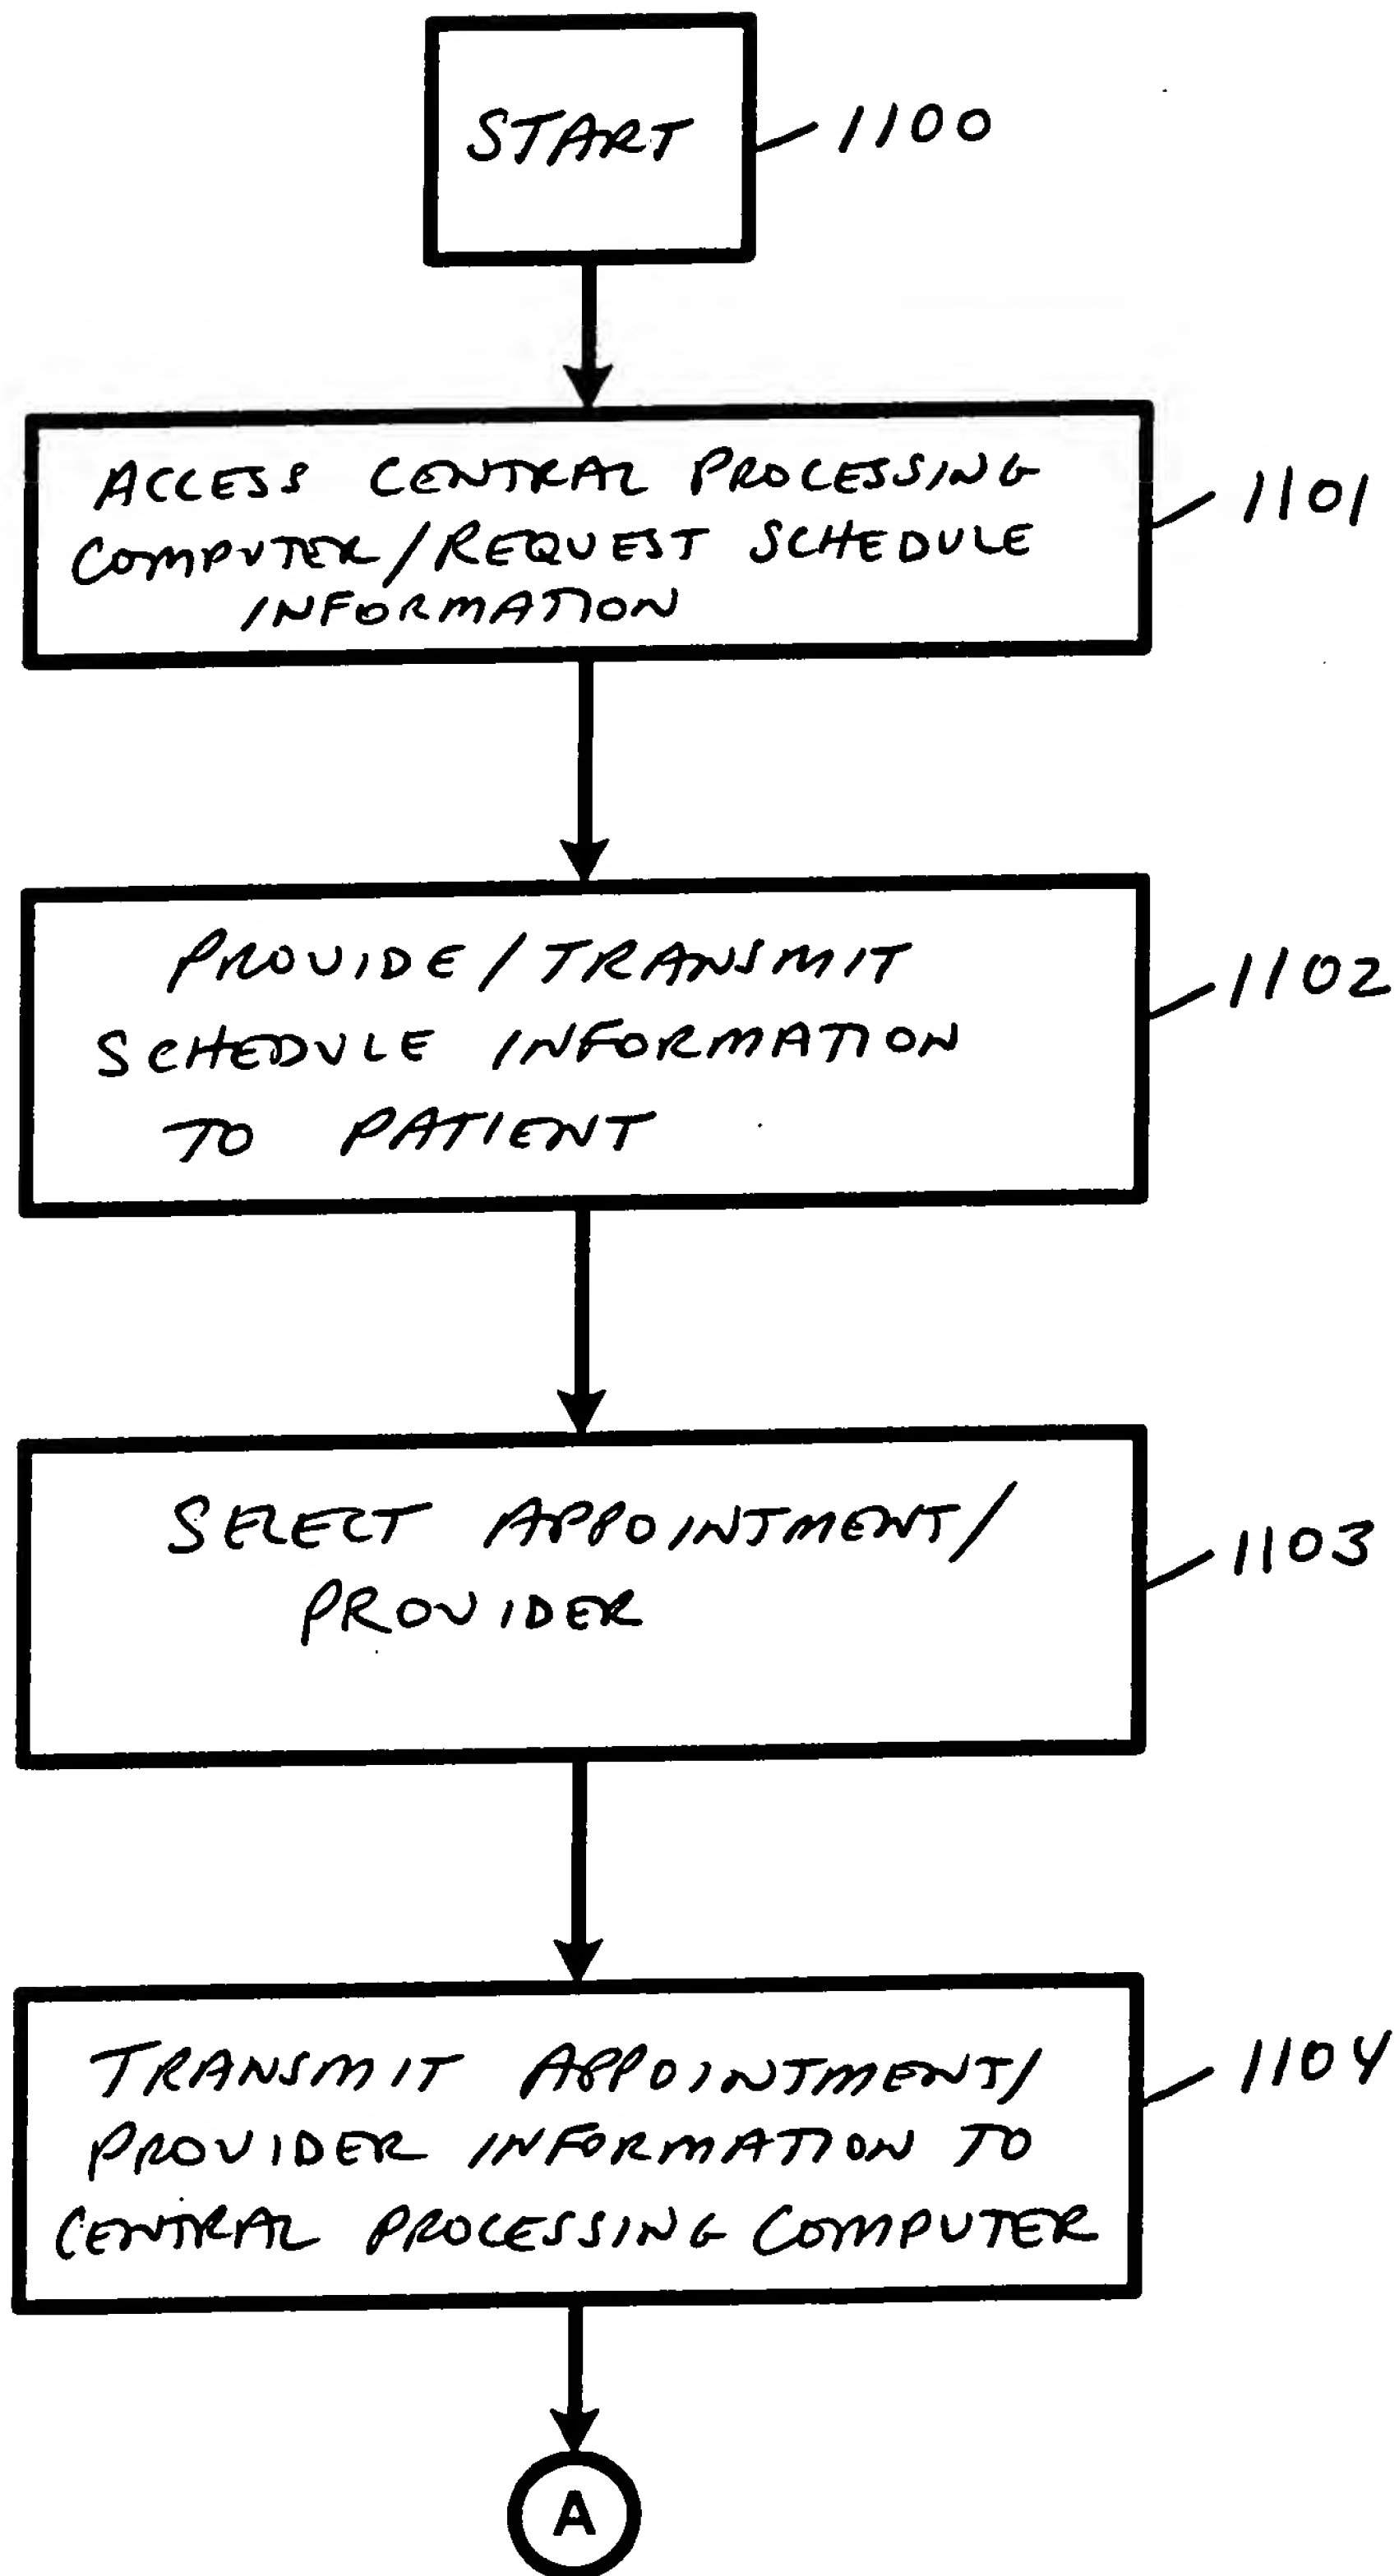 START
1100
ACCESS CENTRAL PROCESSING
COMPUTER/REQUEST SCHEDULE
INFORMATION
1101
PROVIDE/TRANSMIT
SCHEDULE INFORMATION
TO PATIENT
1102
SELECT APPOINTMENT/
PROVIDER
1103
TRANSMIT APPOINTMENT/
PROVIDER INFORMATION TO
CENTRAL PROCESSING COMPUTER
1104
A